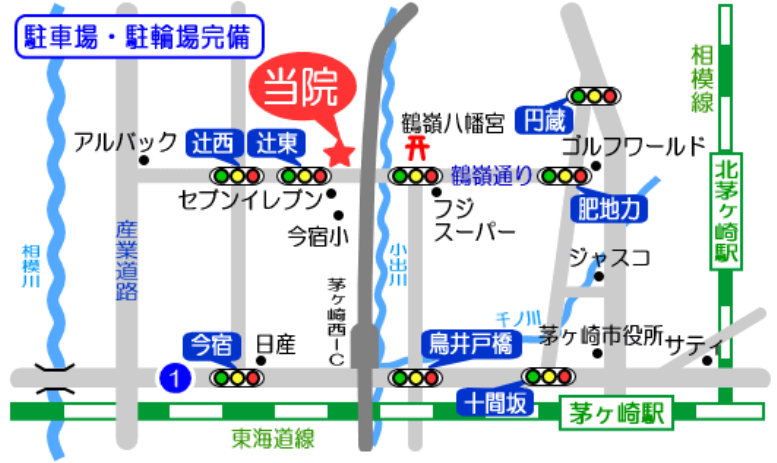 駐車場・駐輪場完備
当院
相模線
円蔵
鶴嶺八幡宮
アルバック
辻西
辻東
ゴルフワールド
鶴嶺通り
北茅ヶ崎駅
セブンイレブン
肥地力
フジ
スーパー
今宿小
産業道路
相模川
小出川
ジャスコ
茅ヶ崎西IC
千ノ川
今宿
日産
鳥井戸橋
茅ヶ崎市役所
サティ
1
十間坂
茅ヶ崎駅
東海道線